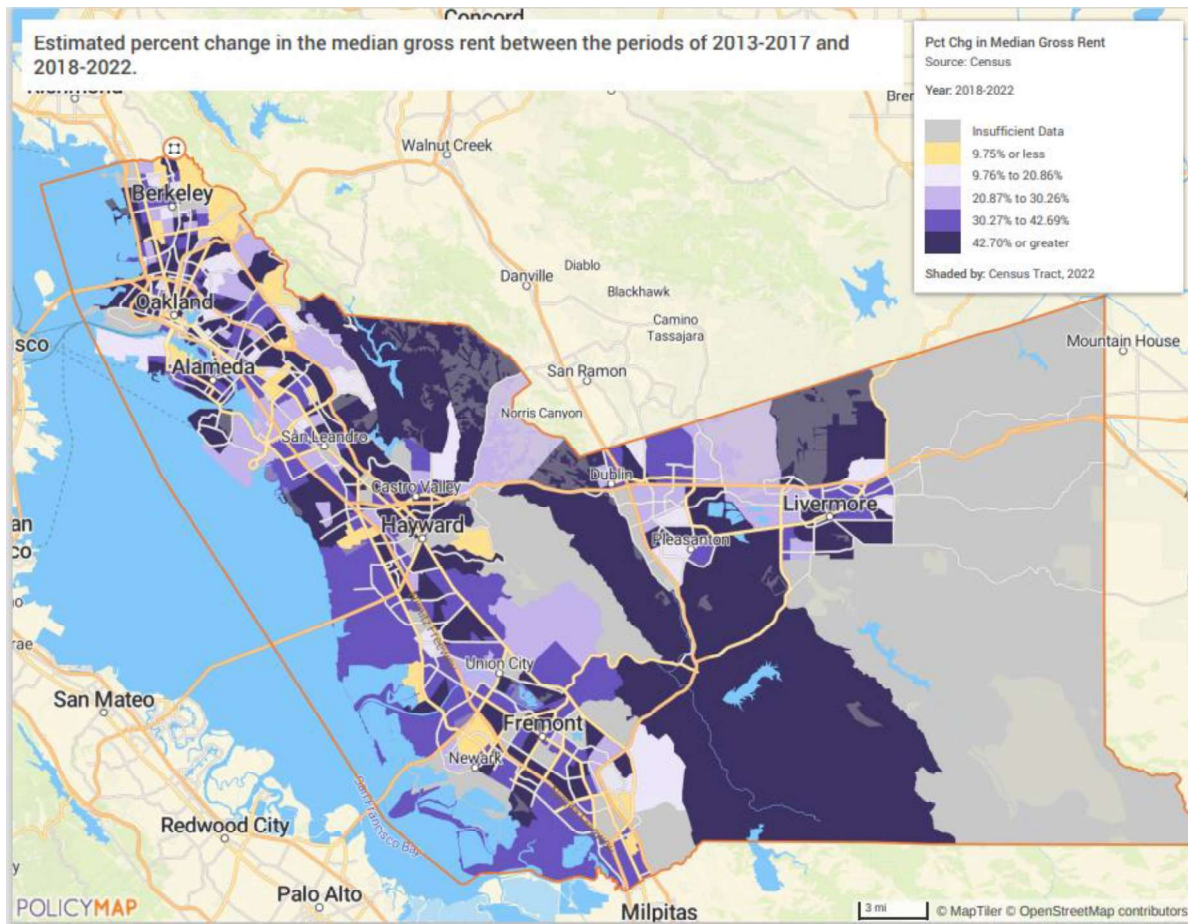 Concord
Estimated percent change in the median gross rent between the periods of 2013-2017 and
2018-2022.
Pct Chg in Median Gross Rent
Source: Census
Year: 2018-2022
Insufficient Data
9.75% or less
9.76% to 20.86%
20.87% to 30.26%
30.27% to 42.69%
42.70% or greater
Shaded by: Census Tract, 2022
Richmond
Walnut Creek
Berkeley
Danville
Diablo
Blackhawk
Oakland
Camino
Tassajara
Mountain House
sco
Alameda
San Ramon
Norris Canyon
San Leandro
Dublin
Castro Valley
Livermore
Hayward
Pleasanton
Union City
San Mateo
Fremont
Newark
San Francisco Bay
Redwood City
Palo Alto
Milpitas
POLICYMAP
3 mi
© MapTiler © OpenStreetMap contributors